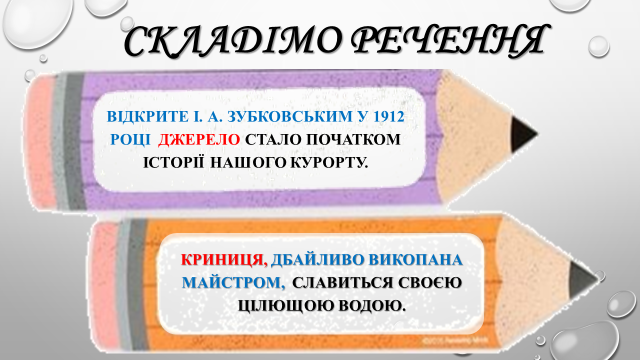 СКЛАДІМО РЕЧЕННЯ
ВІДКРИТЕ І. А. ЗУБКОВСЬКИМ У 1912
РОЦІ ДЖЕРЕЛО СТАЛО ПОЧАТКОМ
ІСТОРІЇ НАШОГО КУРОРТУ.
КРИНИЦЯ, ДБАЙЛИВО ВИКОПАНА
МАЙСТРОМ, СЛАВИТЬСЯ СВОЄЮ
ЦІЛЮЩОЮ ВОДОЮ.